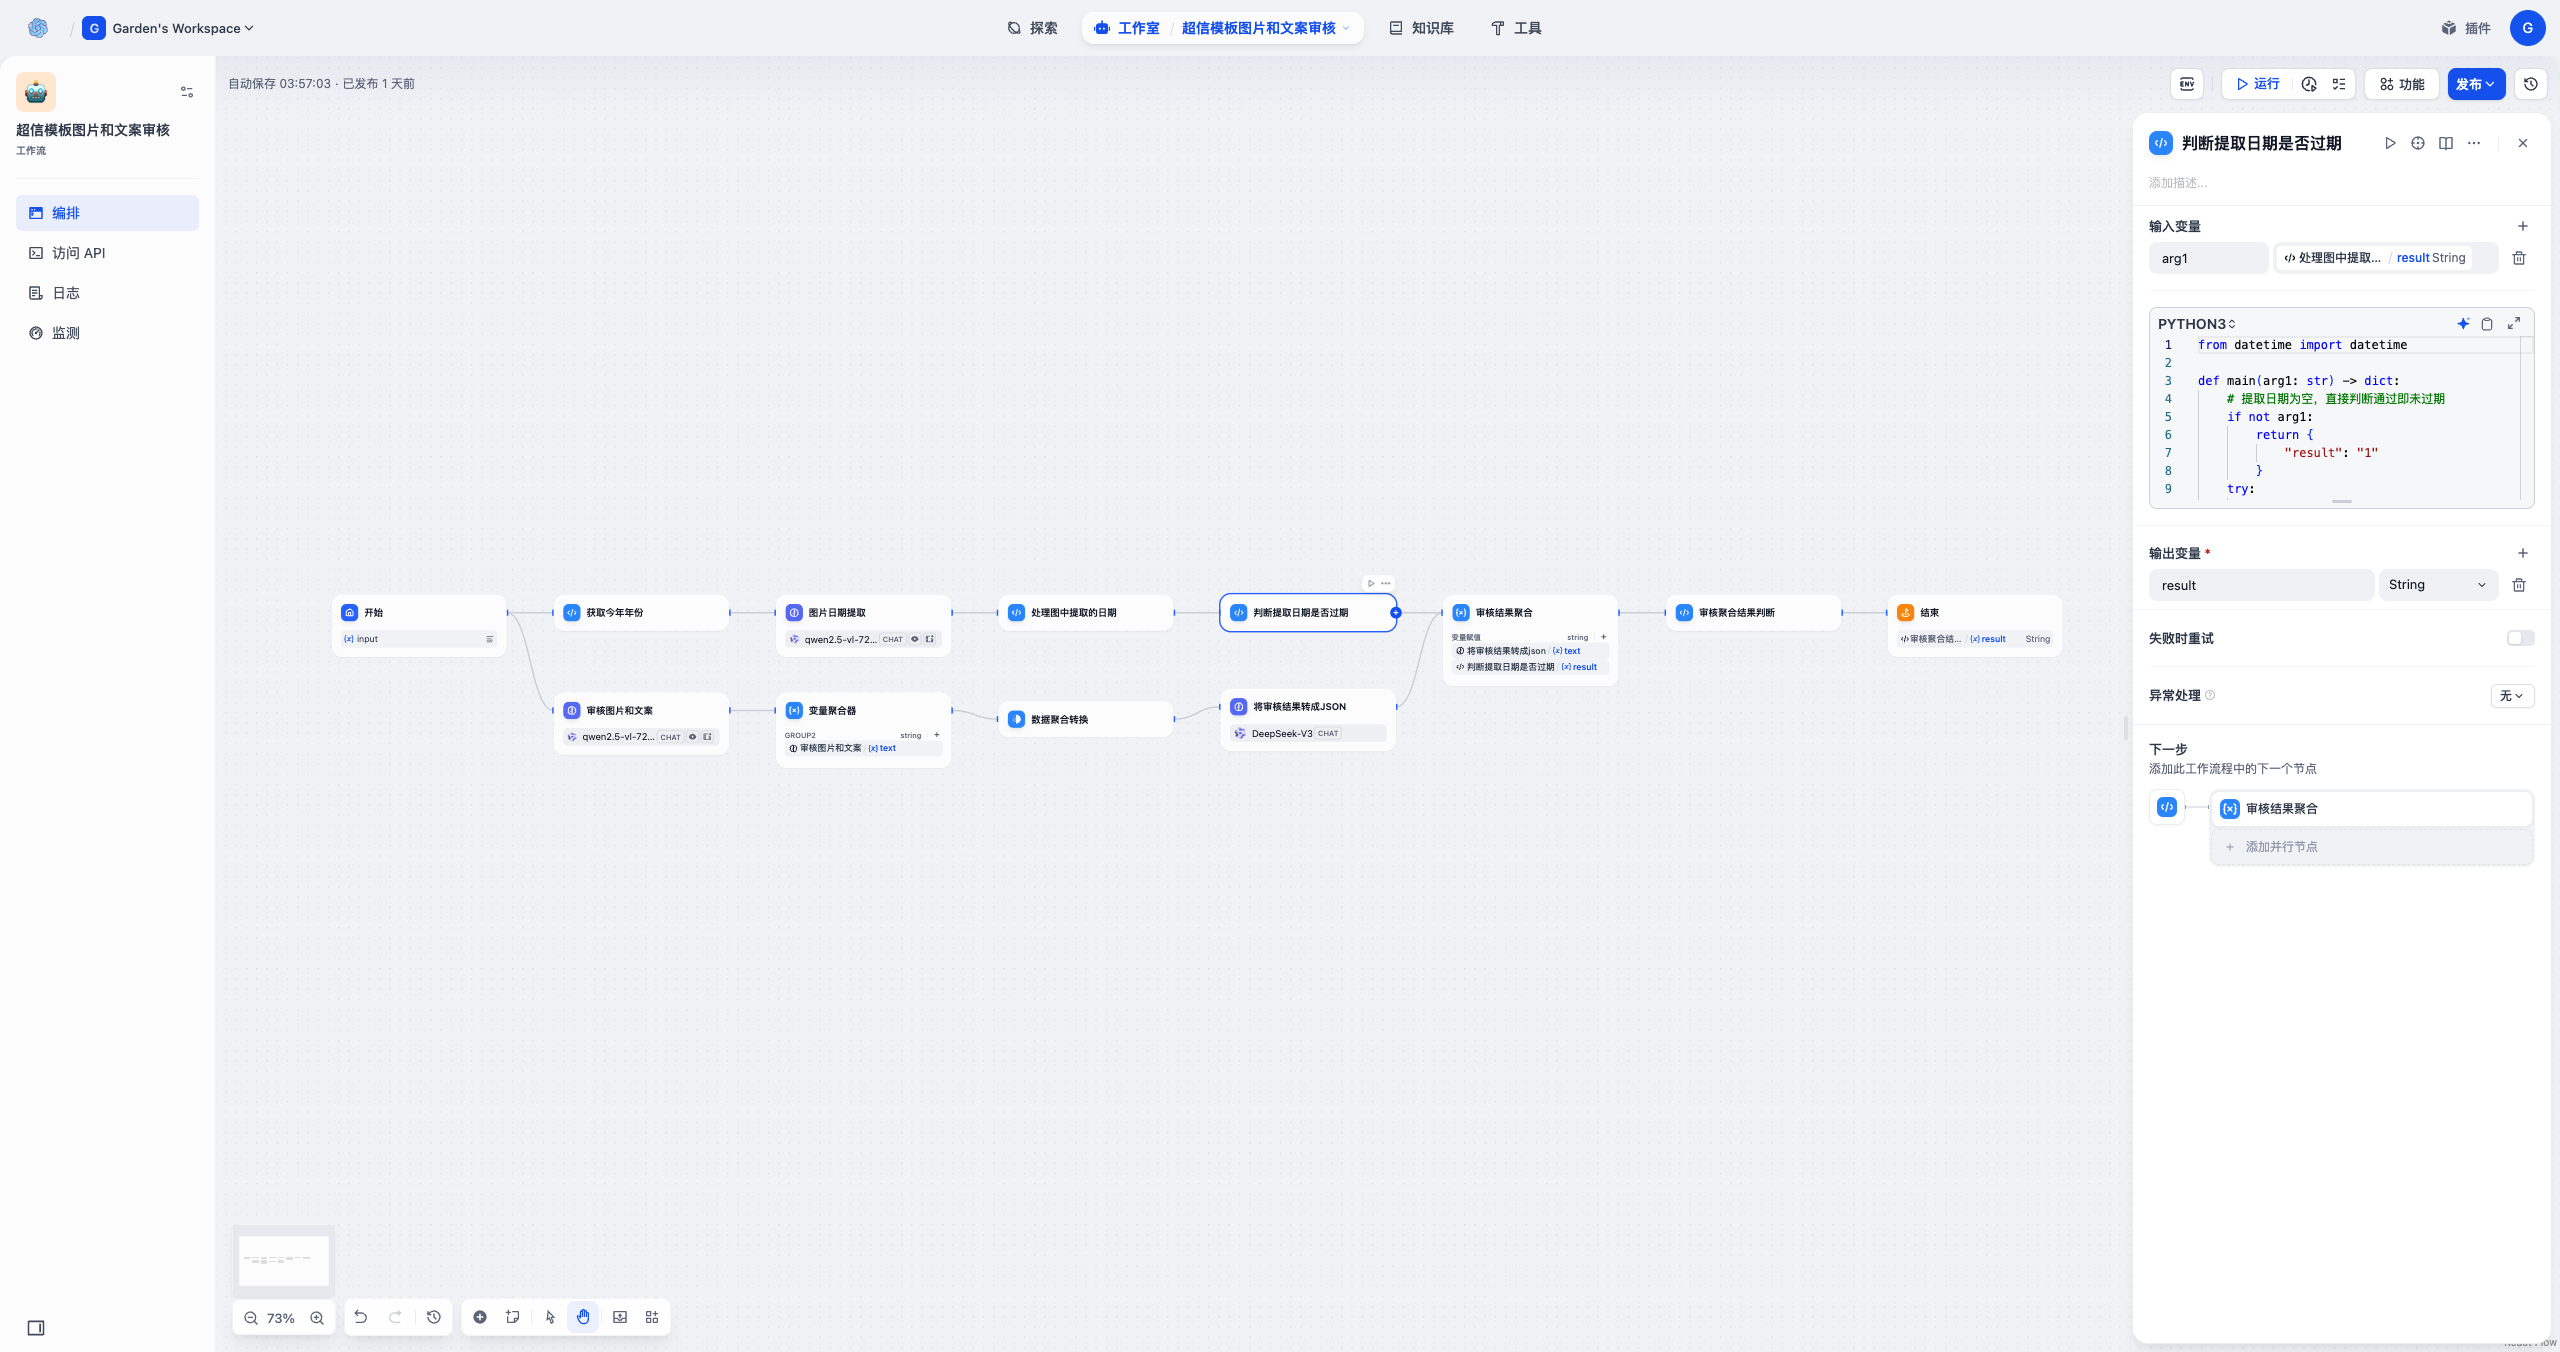 G Garden's Workspace
探索
工作室 / 超信模板图片和文案审核
知识库
工具
插件
G
超信模板图片和文案审核
工作流
编排
访问 API
日志
监测
自动保存 03:57:03 · 已发布 1 天前
ENV
运行
功能
发布
开始
{x} input
获取今年年份
图片日期提取
qwen2.5-vl-72... CHAT
处理图中提取的日期
判断提取日期是否过期
审核结果聚合
变量赋值 string +
将审核结果转成json / {x} text
判断提取日期是否过期 / {x} result
审核聚合结果判断
结束
审核聚合结... / {x} result String
审核图片和文案
qwen2.5-vl-72... CHAT
变量聚合器
GROUP2 string +
审核图片和文案 / {x} text
数据聚合转换
将审核结果转成JSON
DeepSeek-V3 CHAT
73%
判断提取日期是否过期
添加描述...
输入变量
arg1
处理图中提取... / result String
PYTHON3
1 from datetime import datetime
2
3 def main(arg1: str) -> dict:
4 # 提取日期为空，直接判断通过即未过期
5 if not arg1:
6 return {
7 "result": "1"
8 }
9 try:
输出变量 *
result
String
失败时重试
异常处理
无
下一步
添加此工作流程中的下一个节点
审核结果聚合
+ 添加并行节点